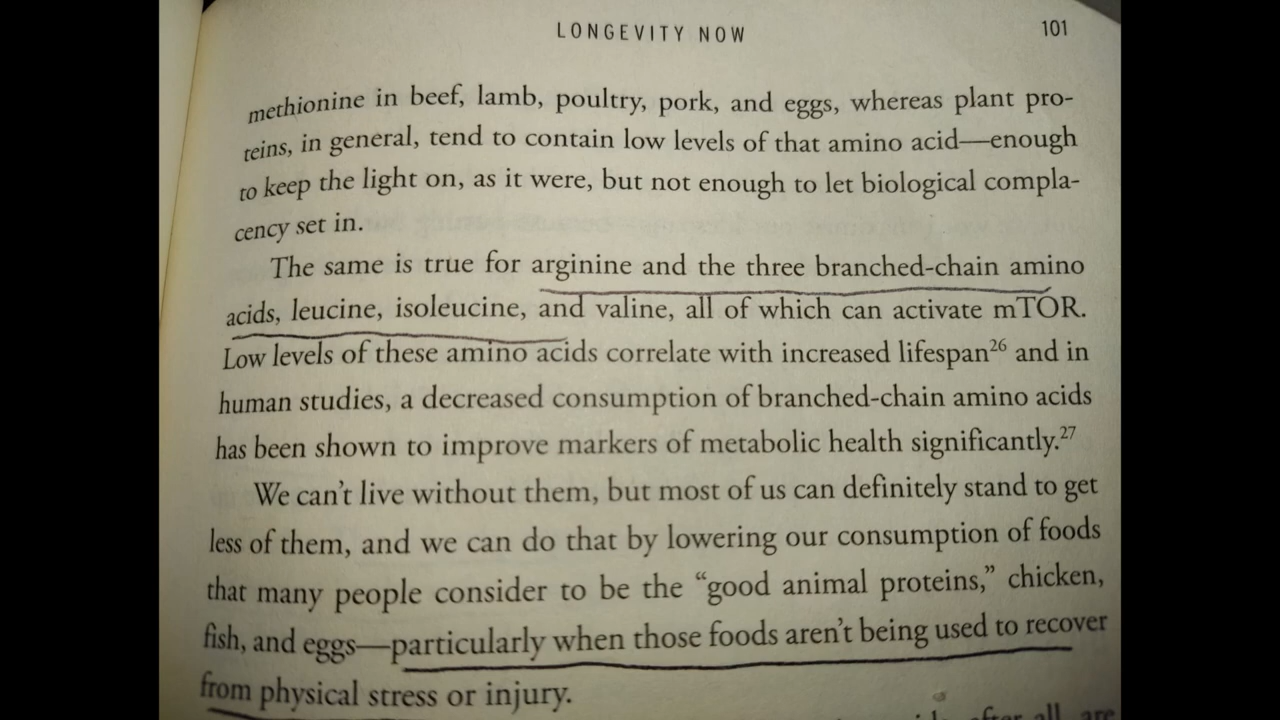 LONGEVITY NOW 101
methionine in beef, lamb, poultry, pork, and eggs, whereas plant pro-
teins, in general, tend to contain low levels of that amino acid—enough
to keep the light on, as it were, but not enough to let biological compla-
cency set in.
The same is true for arginine and the three branched-chain amino
acids, leucine, isoleucine, and valine, all of which can activate mTOR.
Low levels of these amino acids correlate with increased lifespan26 and in
human studies, a decreased consumption of branched-chain amino acids
has been shown to improve markers of metabolic health significantly.27
We can't live without them, but most of us can definitely stand to get
less of them, and we can do that by lowering our consumption of foods
that many people consider to be the “good animal proteins,” chicken,
fish, and eggs—particularly when those foods aren't being used to recover
from physical stress or injury.
after all, are